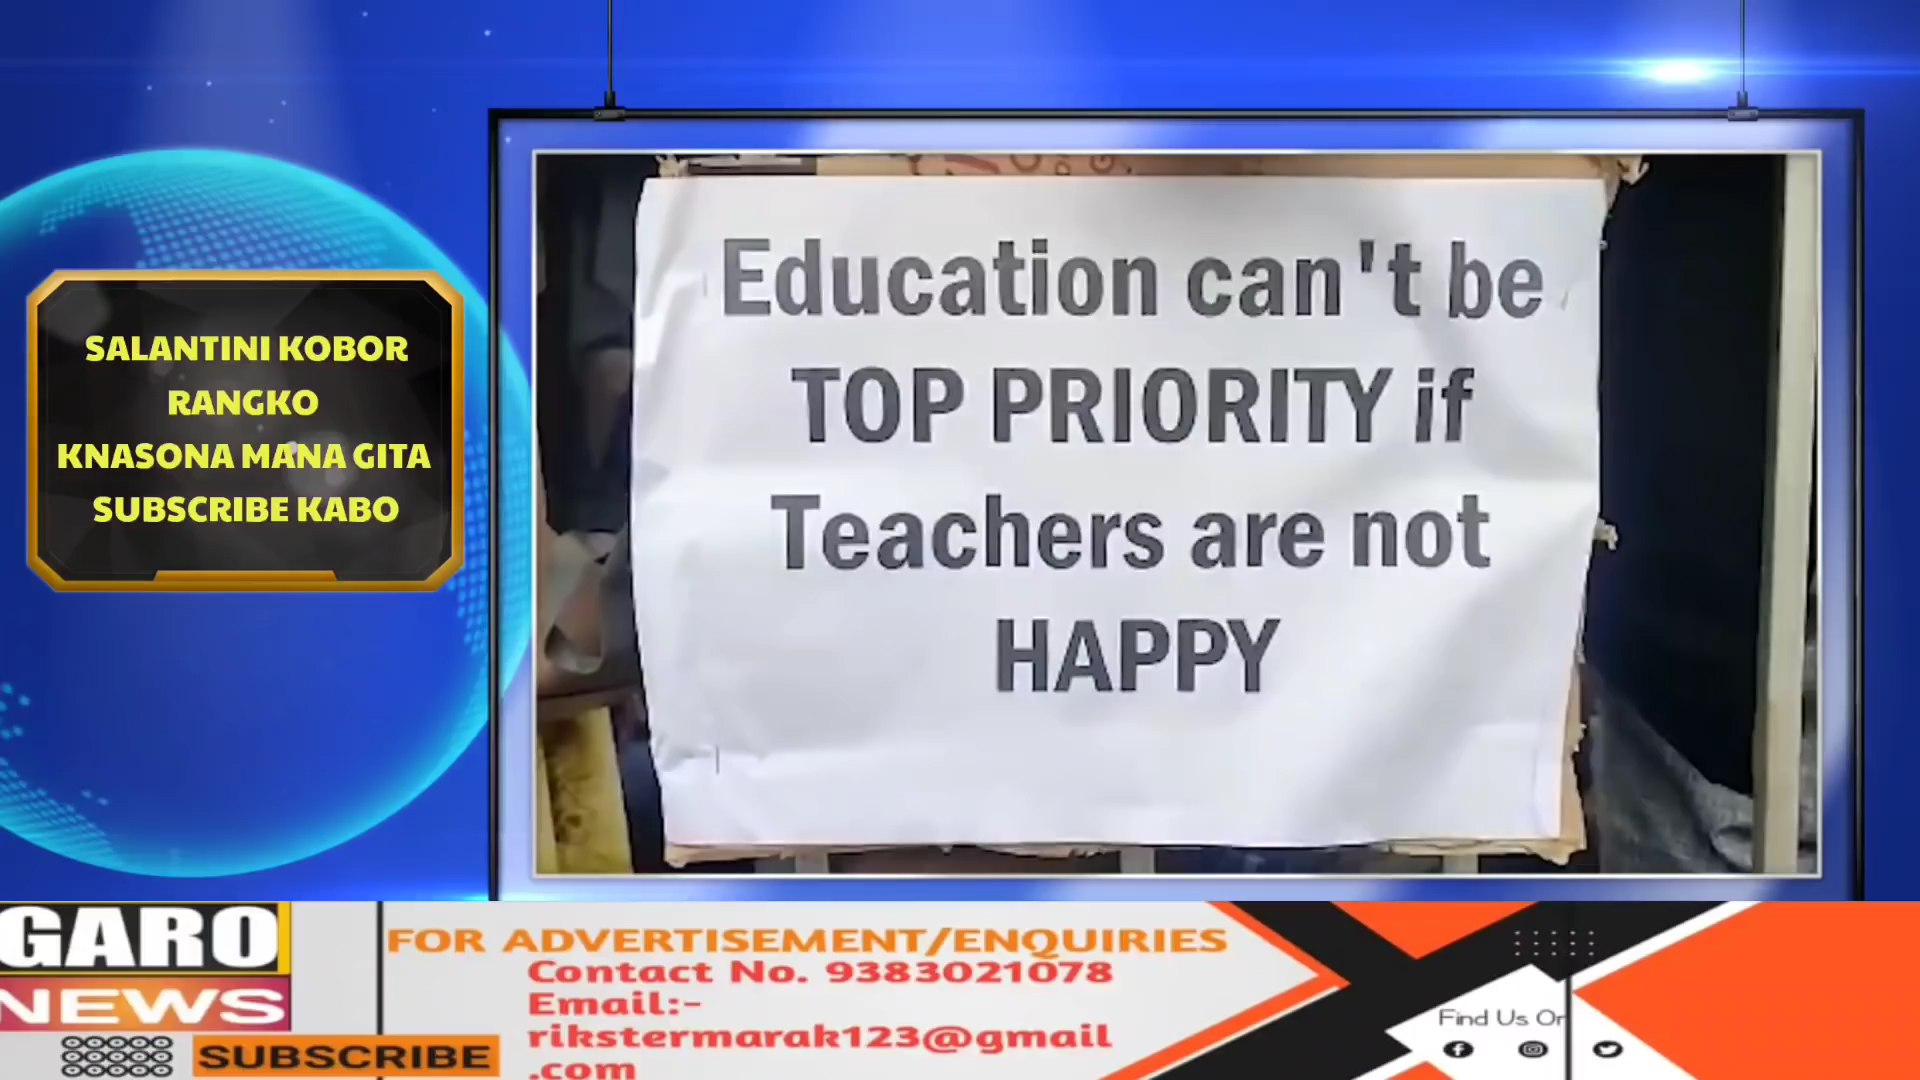 SALANTINI KOBOR
RANGKO
KNASONA MANA GITA
SUBSCRIBE KABO
Education can't be
TOP PRIORITY if
Teachers are not
HAPPY
GARO
NEWS
SUBSCRIBE
FOR ADVERTISEMENT/ENQUIRIES
Contact No. 9383021078
Email:-
rikstermarak123@gmail
.com
Find Us On